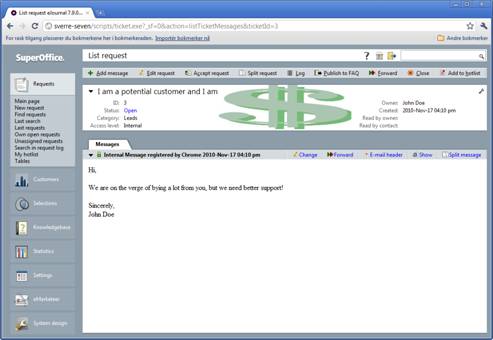 List request eJournal 7.0.0...
sverre-seven/scripts/ticket.exe?_sf=0&action=listTicketMessages&ticketId=3
For rask tilgang plasserer du bokmerkene her i bokmerkeraden. Importér bokmerker nå
Andre bokmerker
SuperOffice.
List request
Add message
Edit request
Accept request
Split request
Log
Publish to FAQ
Forward
Close
Add to hotlist
Requests
Main page
New request
Find requests
Last search
Last requests
Own open requests
Unassigned requests
Search in request log
My hotlist
Tables
Customers
Selections
Knowledgebase
Statistics
Settings
eMarketeer
System design
I am a potential customer and I am
ID: 3
Status: Open
Category: Leads
Access level: Internal
$
Owner: John Doe
Created: 2010-Nov-17 04:10 pm
Read by owner:
Read by contact:
Messages
Internal Message registered by Chrome 2010-Nov-17 04:10 pm
Change
Forward
E-mail header
Show
Split message
Hi,
We are on the verge of bying a lot from you, but we need better support!
Sincerely,
John Doe